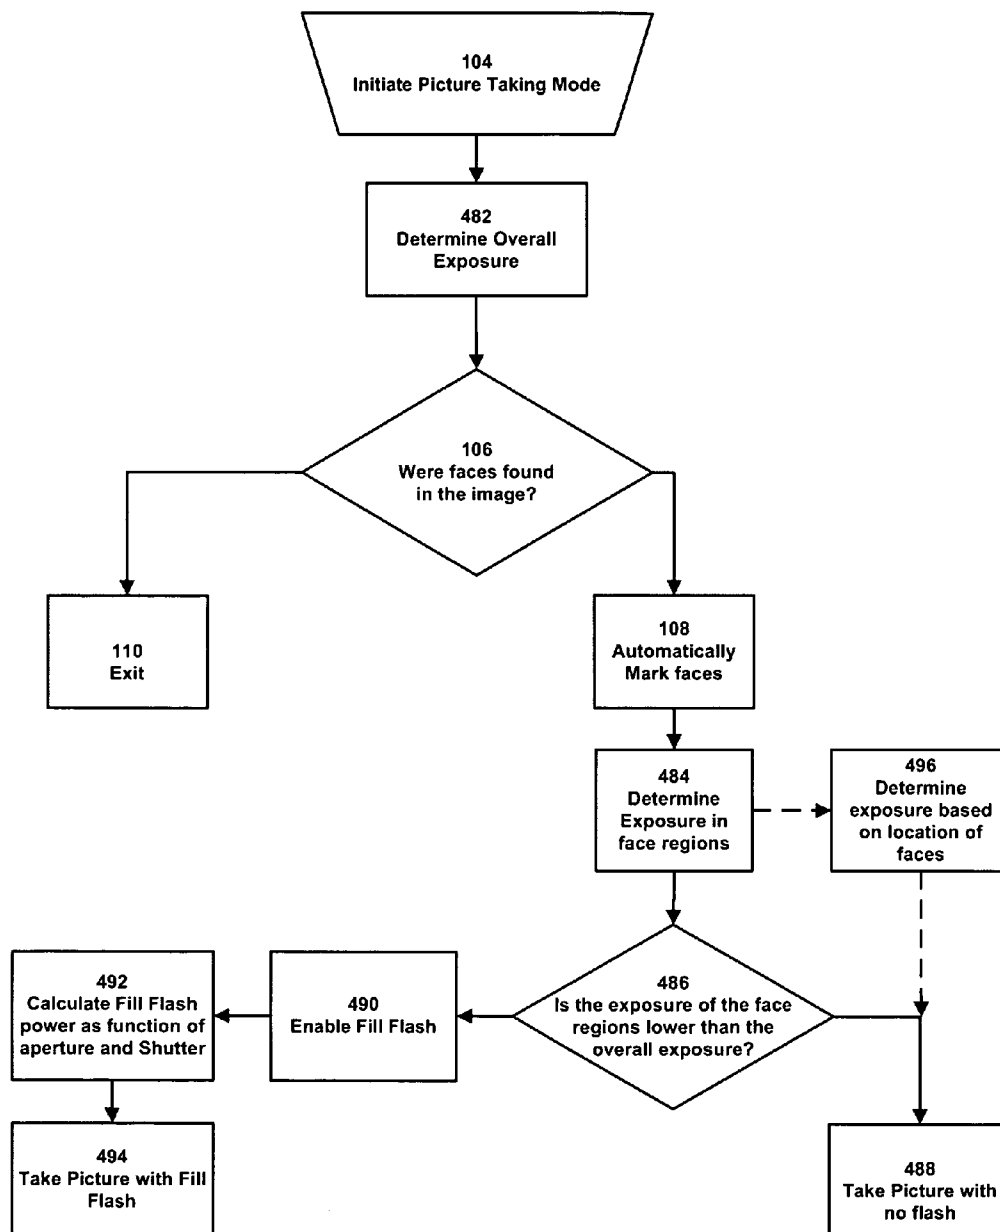 104
Initiate Picture Taking Mode
482
Determine Overall
Exposure
106
Were faces found
in the image?
110
Exit
108
Automatically
Mark faces
484
Determine
Exposure in
face regions
496
Determine
exposure based
on location of
faces
492
Calculate Fill Flash
power as function of
aperture and Shutter
490
Enable Fill Flash
486
Is the exposure of the face
regions lower than the
overall exposure?
494
Take Picture with Fill
Flash
488
Take Picture with
no flash